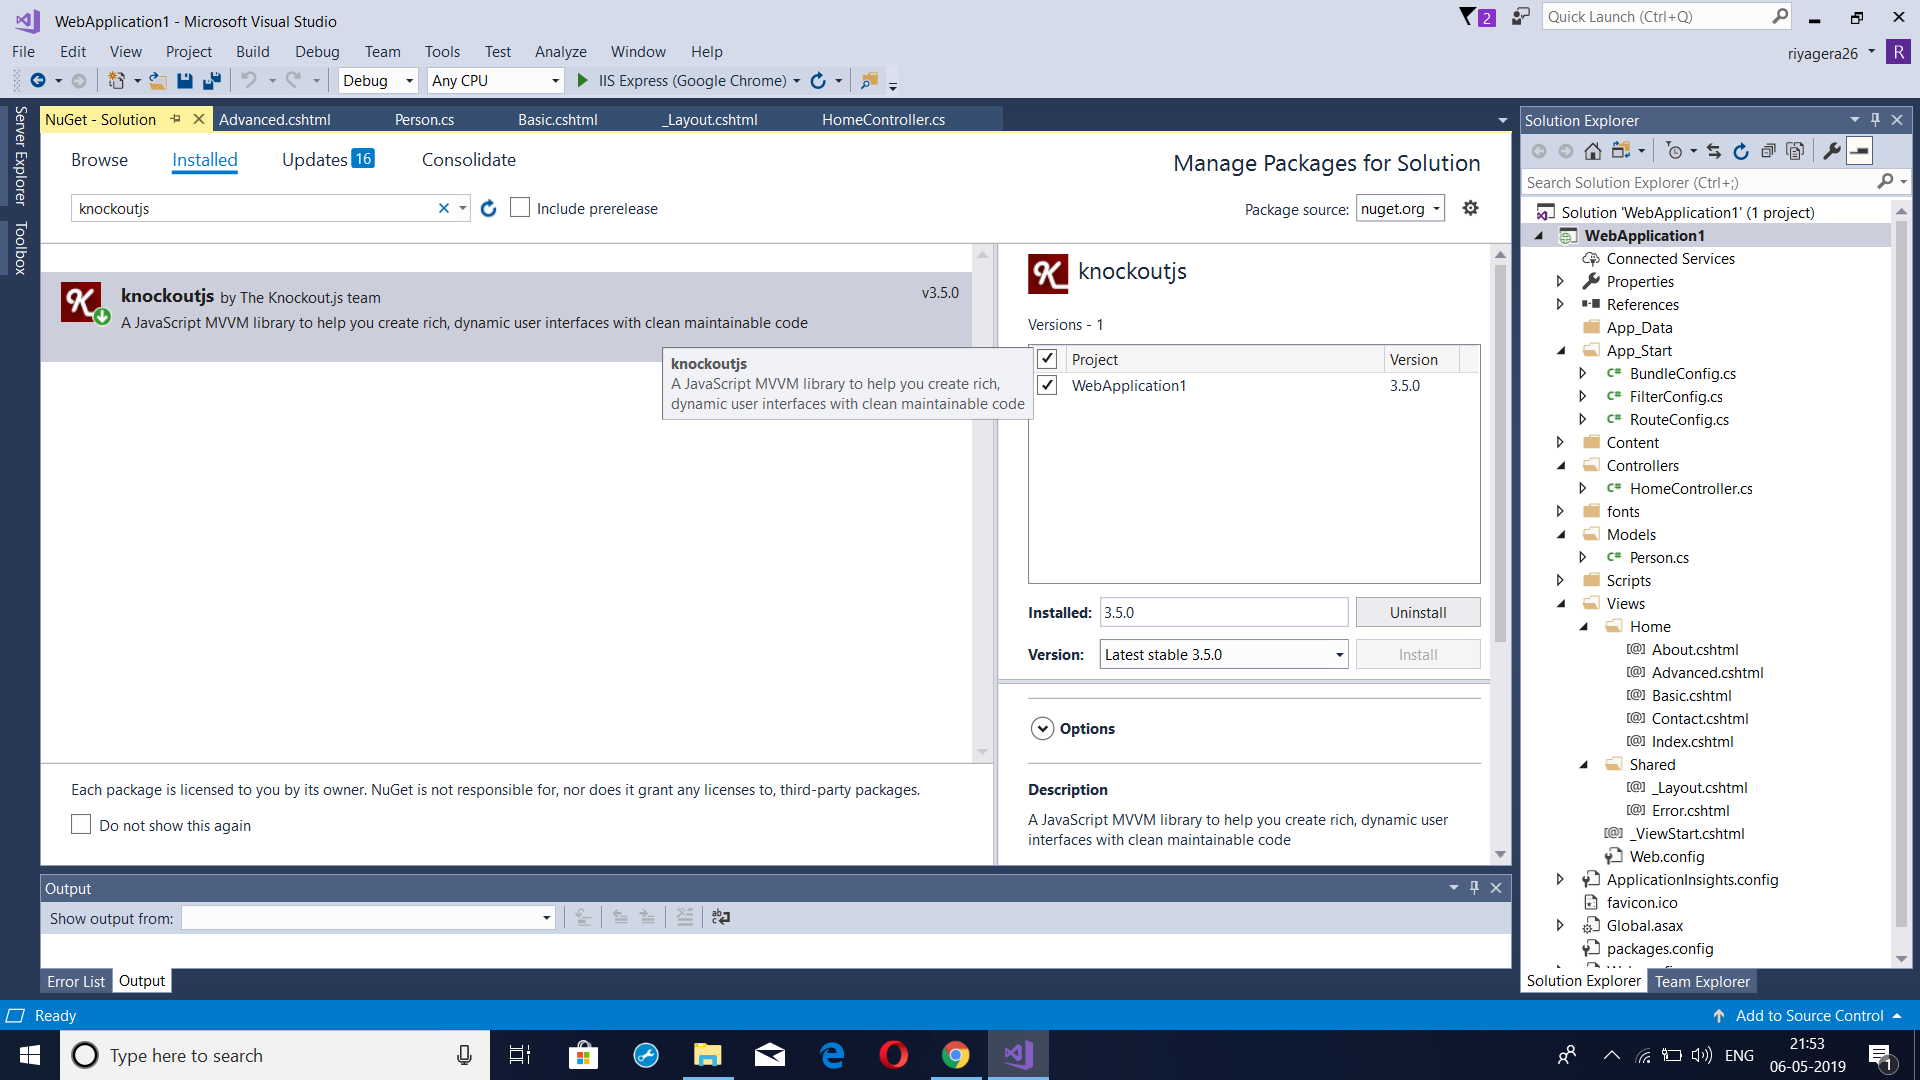 WebApplication1 - Microsoft Visual Studio
2
Quick Launch (Ctrl+Q)
File Edit View Project Build Debug Team Tools Test Analyze Window Help
riyagera26 R
Debug Any CPU IIS Express (Google Chrome)
Server Explorer
Toolbox
NuGet - Solution Advanced.cshtml Person.cs Basic.cshtml _Layout.cshtml HomeController.cs
Browse Installed Updates 16 Consolidate
Manage Packages for Solution
knockoutjs
Include prerelease
Package source: nuget.org
knockoutjs by The Knockout.js team v3.5.0
A JavaScript MVVM library to help you create rich, dynamic user interfaces with clean maintainable code
knockoutjs
A JavaScript MVVM library to help you create rich,
dynamic user interfaces with clean maintainable code
Each package is licensed to you by its owner. NuGet is not responsible for, nor does it grant any licenses to, third-party packages.
Do not show this again
knockoutjs
Versions - 1
Project Version
WebApplication1 3.5.0
Installed: 3.5.0 Uninstall
Version: Latest stable 3.5.0 Install
Options
Description
A JavaScript MVVM library to help you create rich, dynamic user
interfaces with clean maintainable code
Output
Show output from:
Error List Output
Solution Explorer
Search Solution Explorer (Ctrl+;)
Solution 'WebApplication1' (1 project)
WebApplication1
Connected Services
Properties
References
App_Data
App_Start
C# BundleConfig.cs
C# FilterConfig.cs
C# RouteConfig.cs
Content
Controllers
C# HomeController.cs
fonts
Models
C# Person.cs
Scripts
Views
Home
[@] About.cshtml
[@] Advanced.cshtml
[@] Basic.cshtml
[@] Contact.cshtml
[@] Index.cshtml
Shared
[@] _Layout.cshtml
[@] Error.cshtml
[@] _ViewStart.cshtml
Web.config
ApplicationInsights.config
favicon.ico
Global.asax
packages.config
Solution Explorer Team Explorer
Ready
Add to Source Control
Type here to search
ENG
21:53
06-05-2019
1